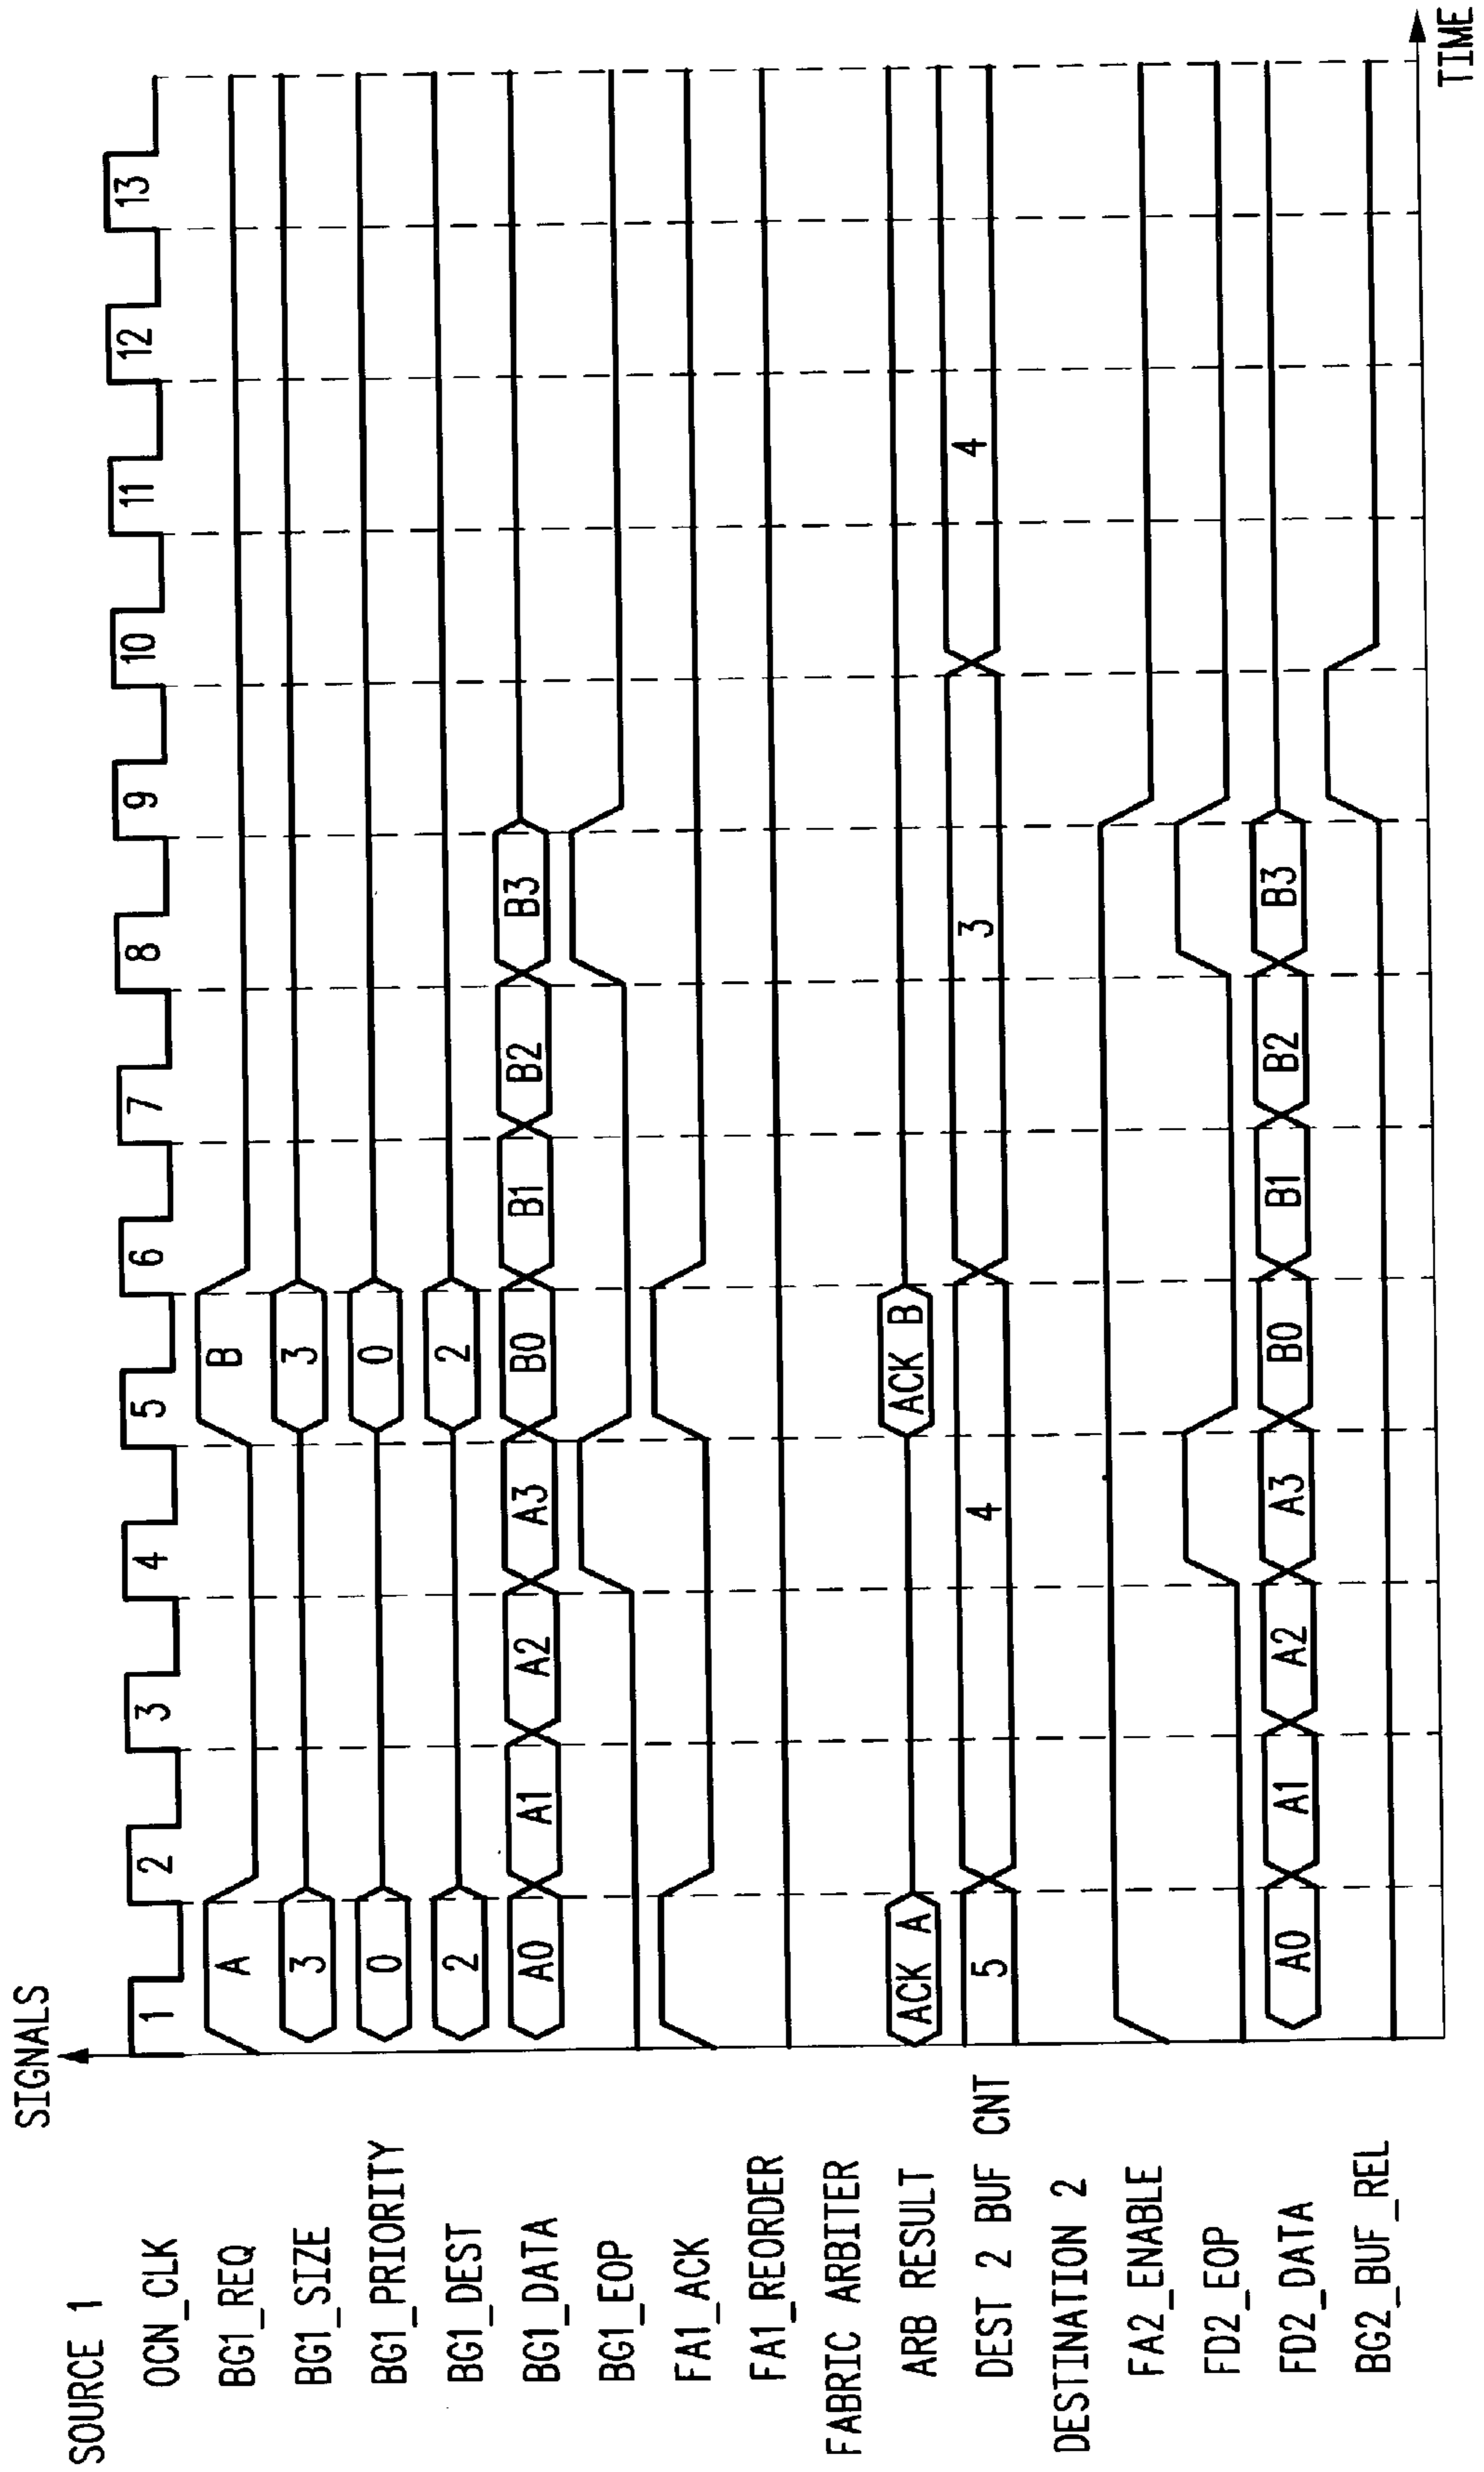 SIGNALS
SOURCE 1
OCN_CLK 1 2 3 4 5 6 7 8 9 10 11 12 13
BG1_REQ A B
BG1_SIZE 3 3
BG1_PRIORITY 0 0
BG1_DEST 2 2
BG1_DATA A0 A1 A2 A3 B0 B1 B2 B3
BG1_EOP
FA1_ACK
FA1_REORDER
FABRIC ARBITER
ARB RESULT ACK A ACK B
DEST 2 BUF CNT 5 4 3 4
DESTINATION 2
FA2_ENABLE
FD2_EOP
FD2_DATA A0 A1 A2 A3 B0 B1 B2 B3
BG2_BUF_REL
TIME